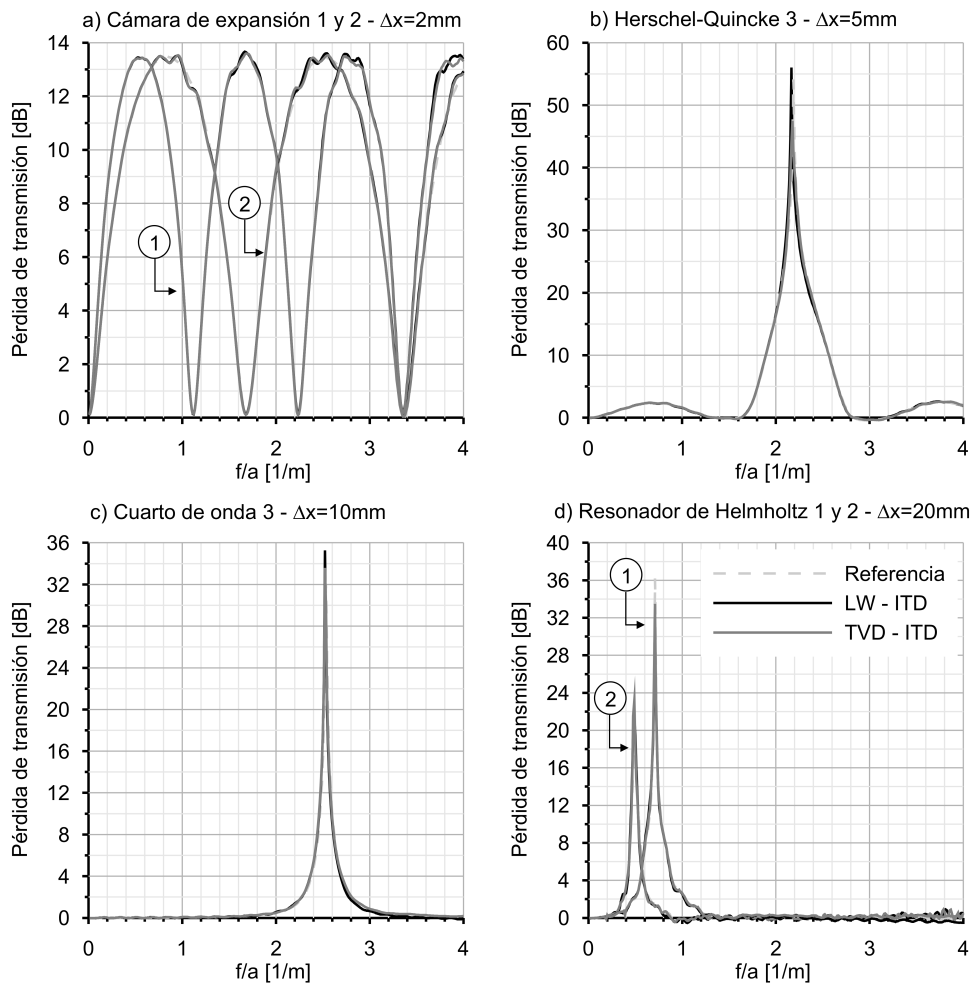 a) Cámara de expansión 1 y 2 - Δx=2mm
Pérdida de transmisión [dB]
14
12
10
8
6
4
2
0
1
2
0 1 2 3 4
f/a [1/m]
b) Herschel-Quincke 3 - Δx=5mm
Pérdida de transmisión [dB]
60
50
40
30
20
10
0
0 1 2 3 4
f/a [1/m]
c) Cuarto de onda 3 - Δx=10mm
Pérdida de transmisión [dB]
36
32
28
24
20
16
12
8
4
0
0 1 2 3 4
f/a [1/m]
d) Resonador de Helmholtz 1 y 2 - Δx=20mm
Pérdida de transmisión [dB]
40
36
32
28
24
20
16
12
8
4
0
1
2
Referencia
LW - ITD
TVD - ITD
0 1 2 3 4
f/a [1/m]